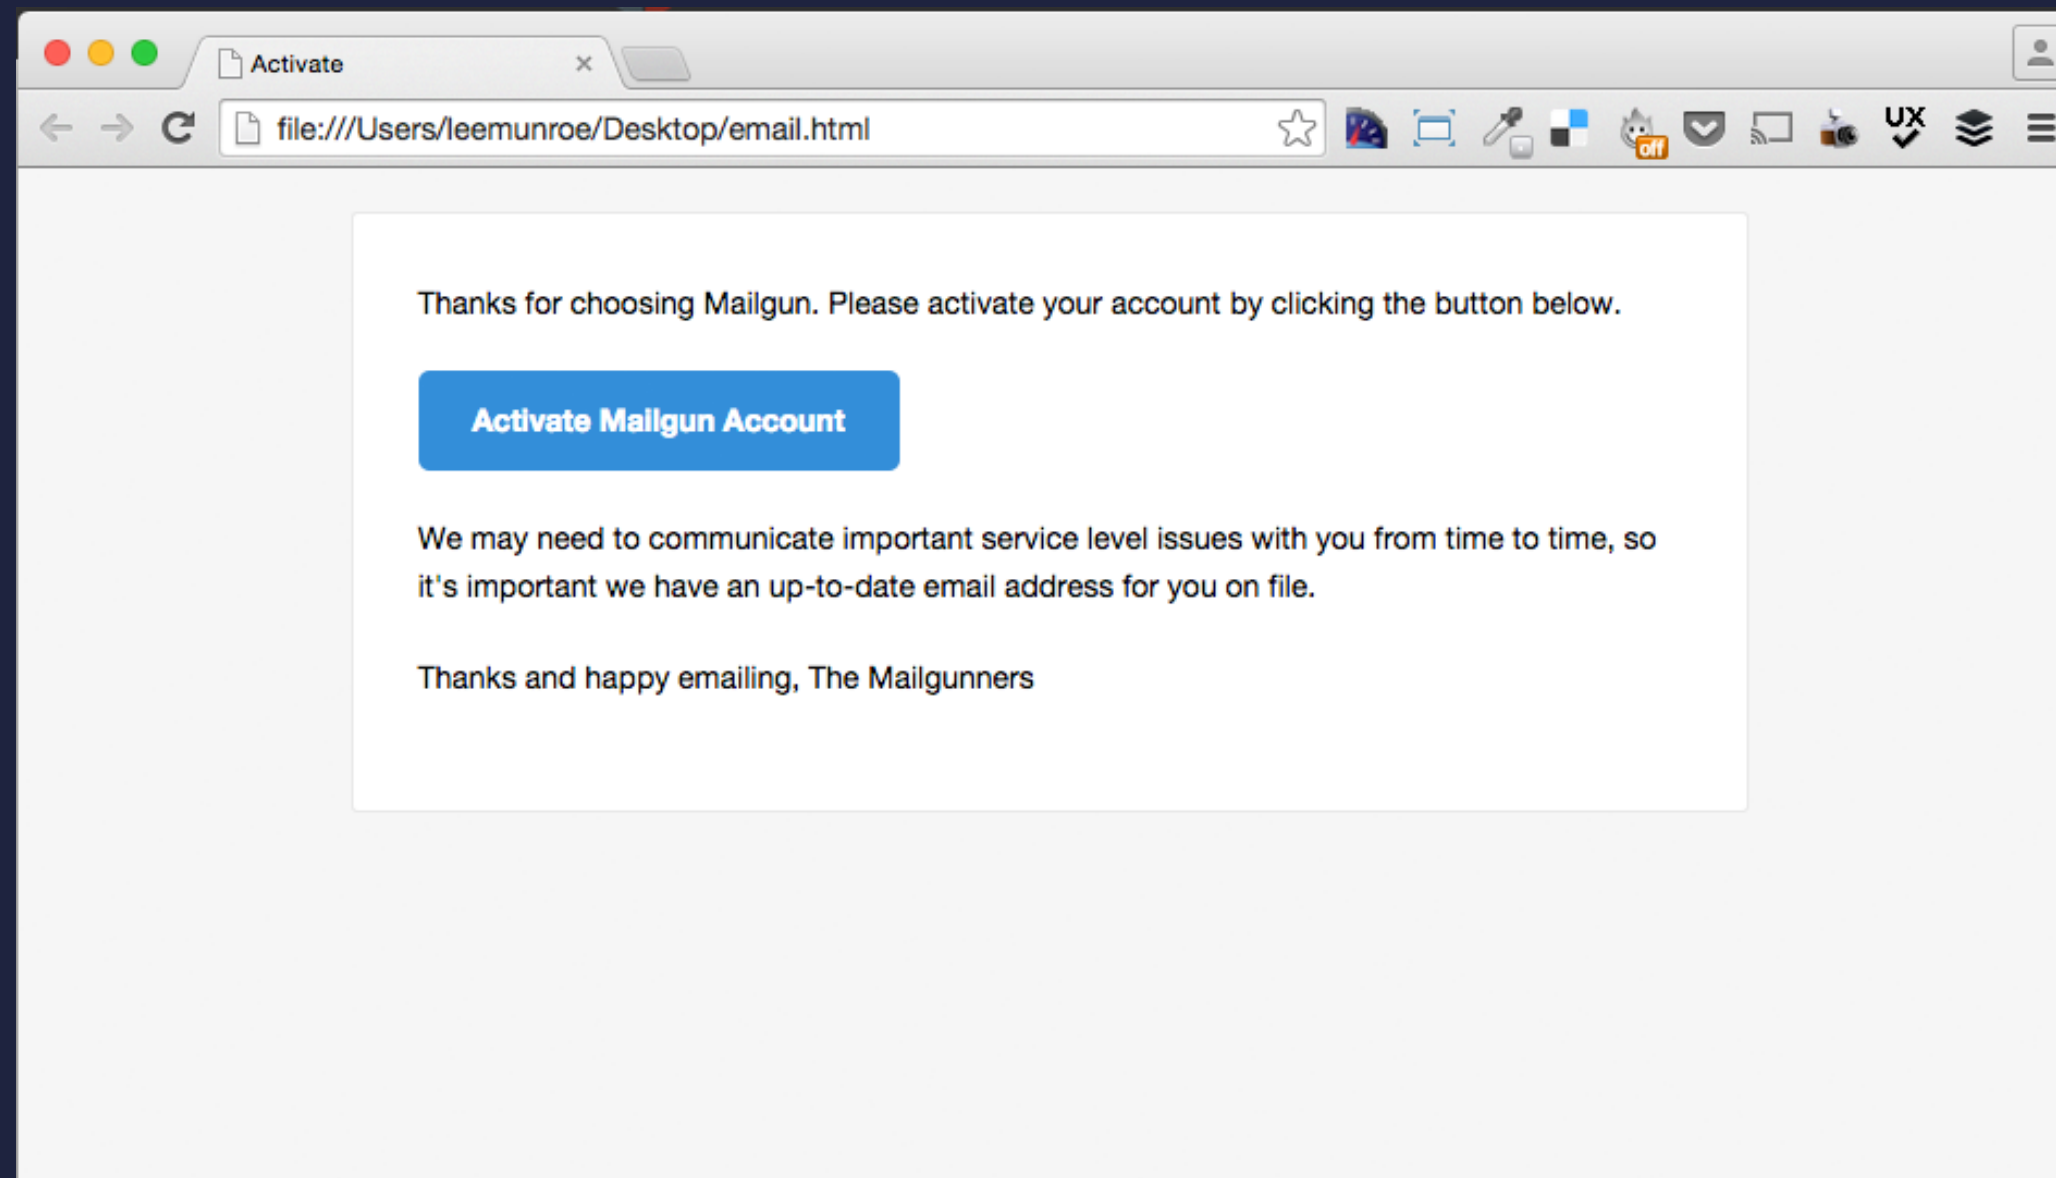 Activate
file:///Users/leemunroe/Desktop/email.html
off
UX
Thanks for choosing Mailgun. Please activate your account by clicking the button below.
Activate Mailgun Account
We may need to communicate important service level issues with you from time to time, so
it's important we have an up-to-date email address for you on file.
Thanks and happy emailing, The Mailgunners